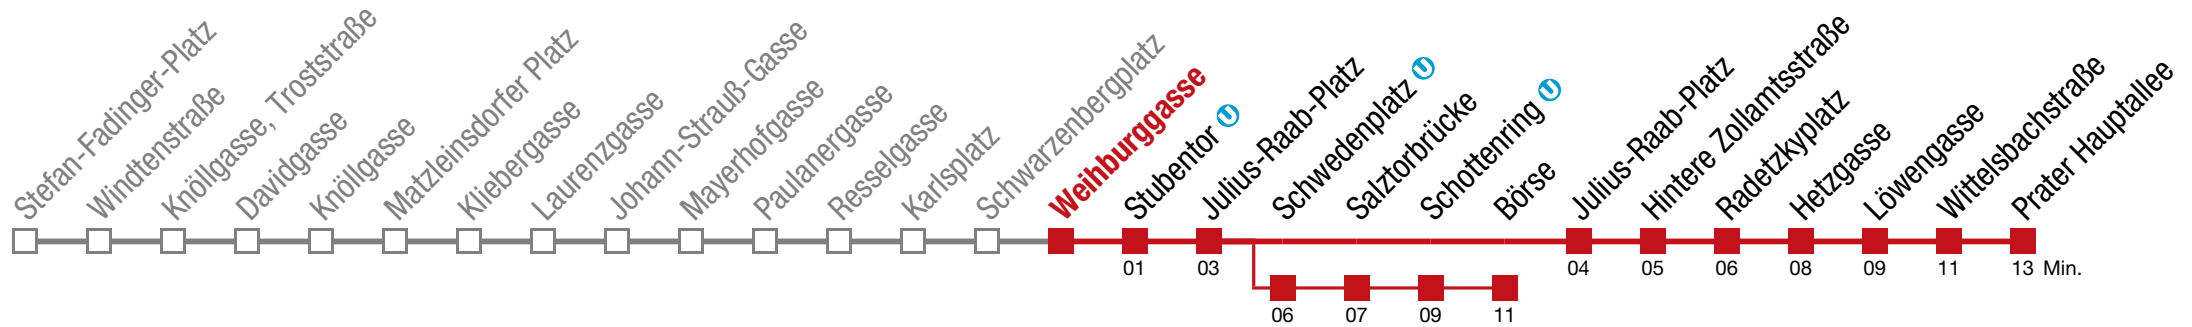 Stefan-Fadinger-Platz
Windtenstraße
Knöllgasse, Troststraße
Davidgasse
Knöllgasse
Matzleinsdorfer Platz
Kliebergasse
Laurenzgasse
Johann-Strauß-Gasse
Mayerhofgasse
Paulanergasse
Resselgasse
Karlsplatz
Schwarzenbergplatz
Weihburggasse
Stubentor U
Julius-Raab-Platz
Schwedenplatz U
Salztorbrücke
Schottenring U
Börse
Julius-Raab-Platz
Hintere Zollamtsstraße
Radetzkyplatz
Hetzgasse
Löwengasse
Wittelsbachstraße
Prater Hauptallee
01 03 04 05 06 08 09 11 13 Min.
06 07 09 11